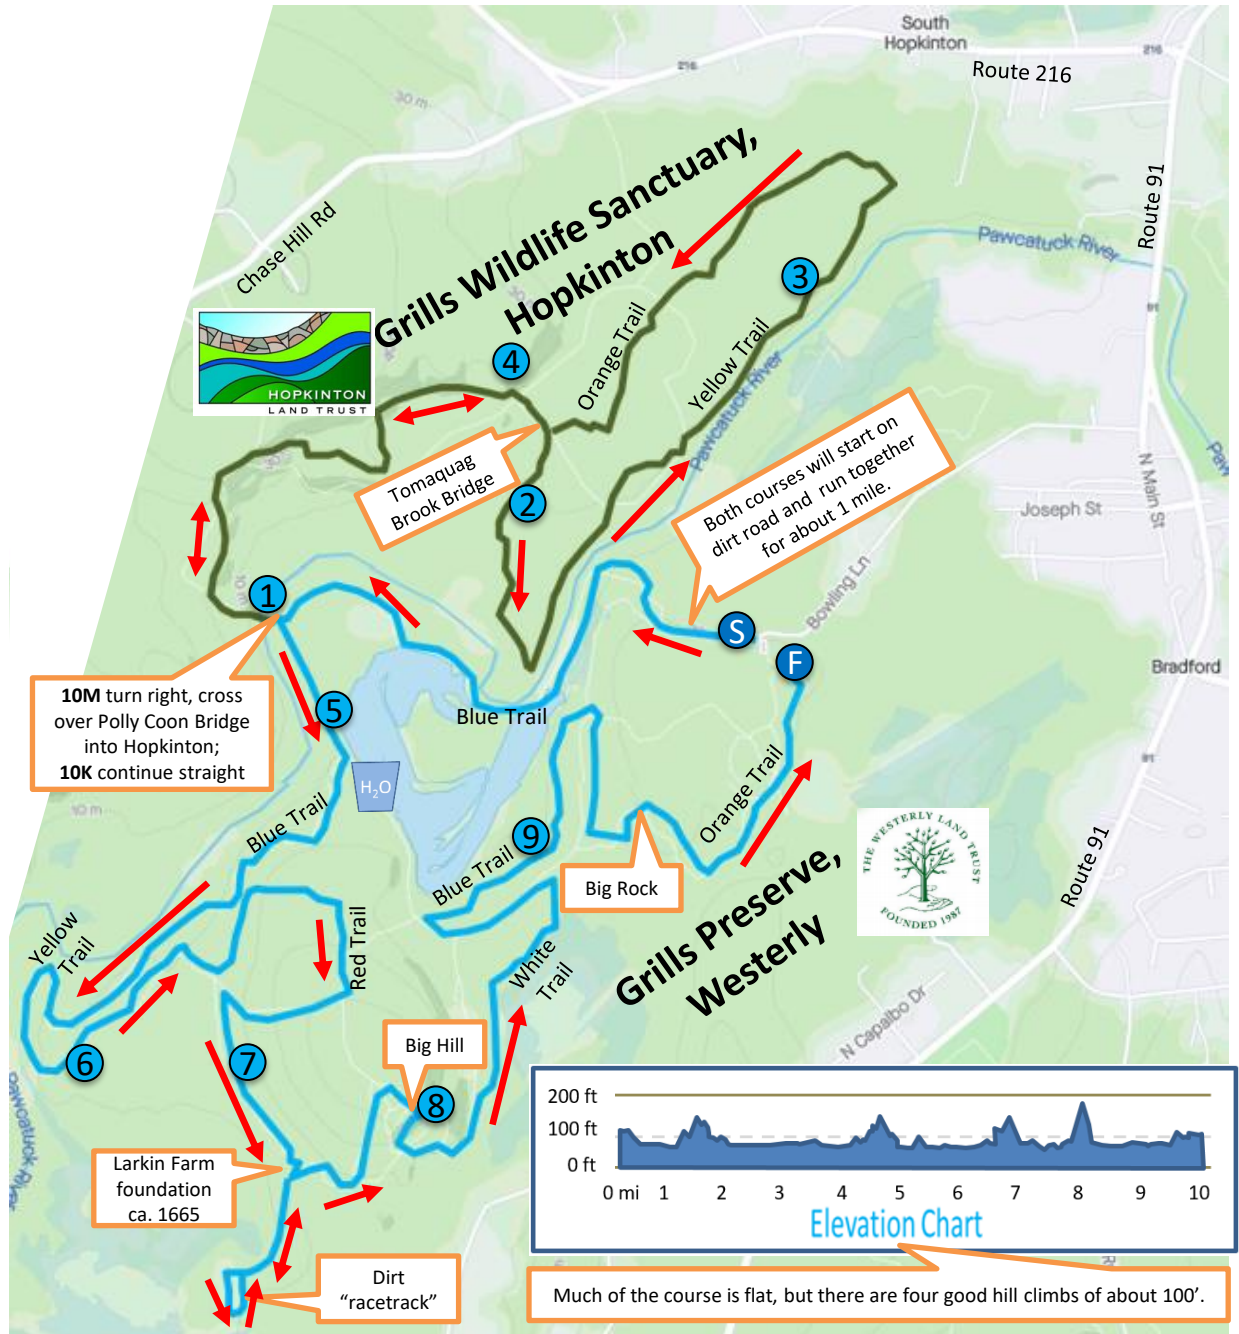 South
Hopkinton
216
216
Route 216
30 m
Grills Wildlife Sanctuary,
Hopkinton
Chase Hill Rd
Route 91
Pawcatuck River
3
91
HOPKINTON
LAND TRUST
4
Orange Trail
Yellow Trail
Pawcatuck River
Tomaquag
Brook Bridge
2
Both courses will start on
dirt road and run together
for about 1 mile.
N Main St
Joseph St
Paw
Bowling Ln
1
10 m
S
F
Bradford
10M turn right, cross
over Polly Coon Bridge
into Hopkinton;
10K continue straight
5
Blue Trail
H2O
10 m
Blue Trail
Orange Trail
91
9
Blue Trail
Big Rock
THE WESTERLY LAND TRUST
FOUNDED 1987
Route 91
Grills Preserve,
Westerly
Yellow
Trail
Red Trail
White
Trail
N Capalbo Dr
6
7
Big Hill
8
Pawcatuck River
Larkin Farm
foundation
ca. 1665
Dirt
“racetrack”
200 ft
100 ft
0 ft
0 mi 1 2 3 4 5 6 7 8 9 10
Elevation Chart
Much of the course is flat, but there are four good hill climbs of about 100’.